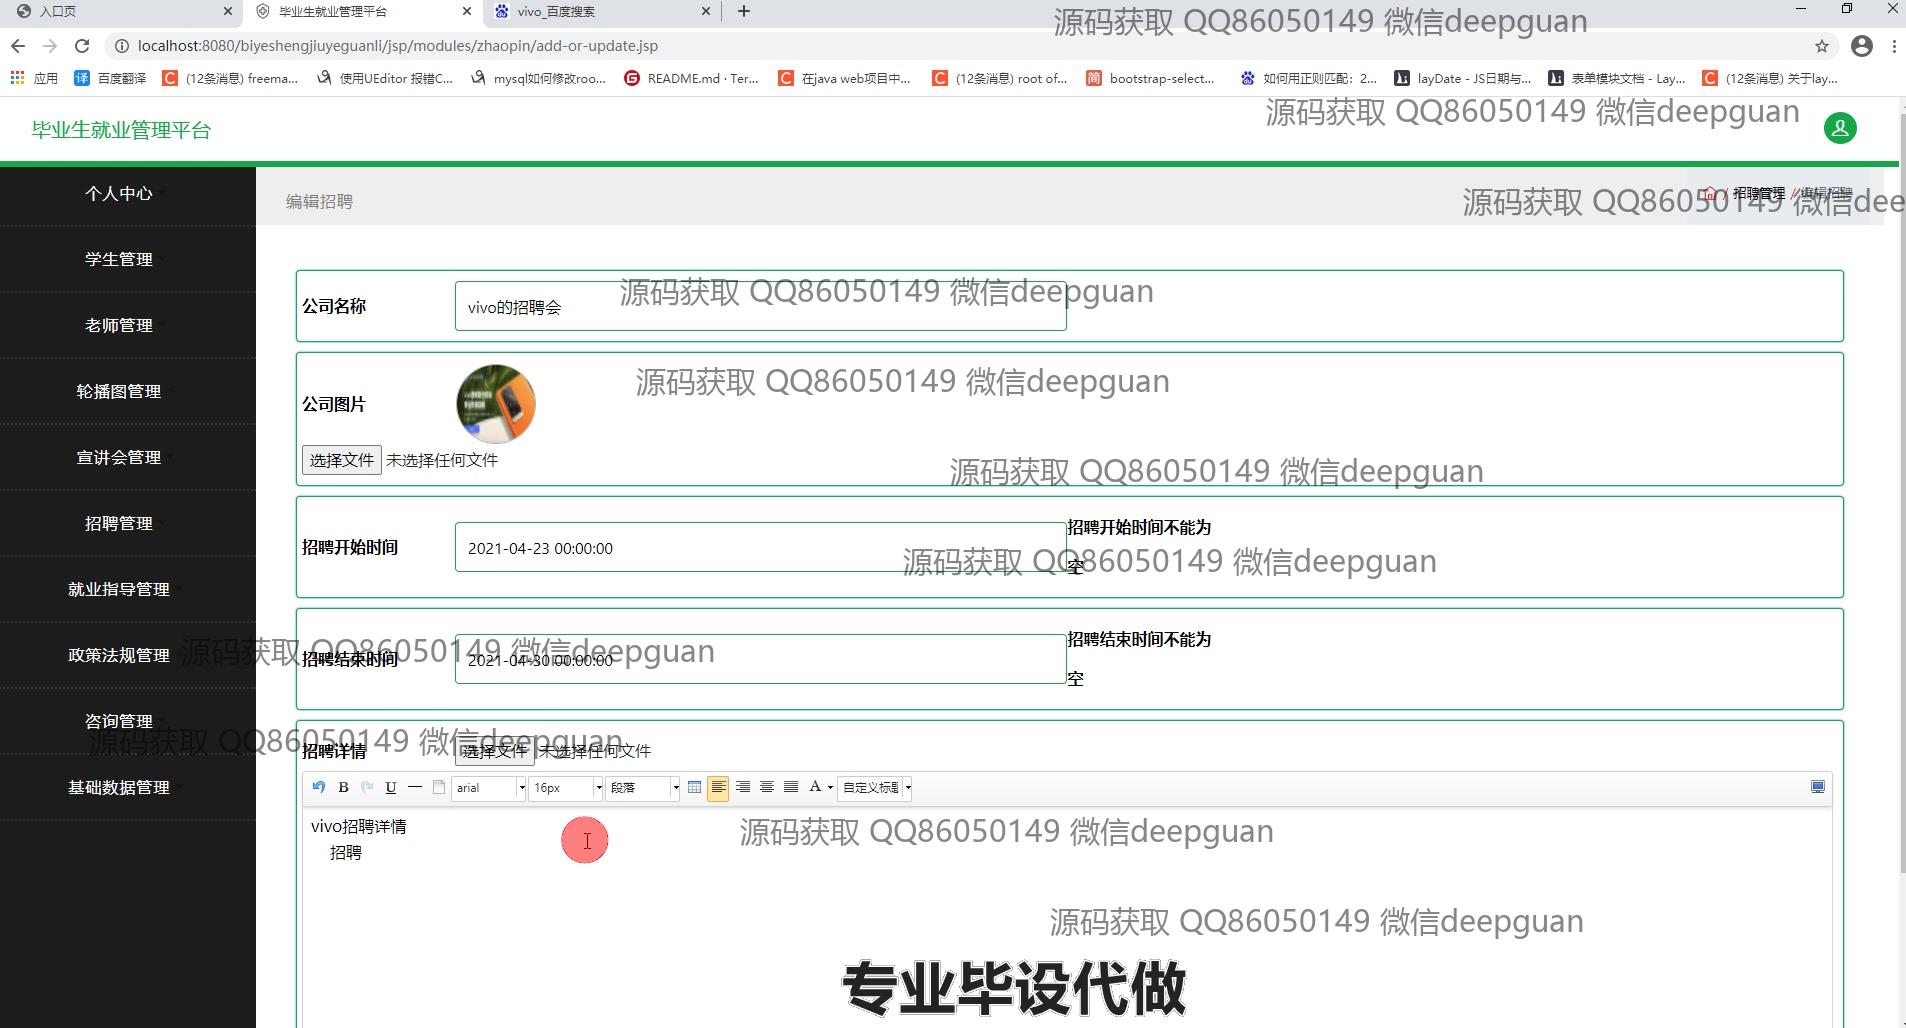 入口页
毕业生就业管理平台
vivo_百度搜索
源码获取 QQ86050149 微信deepguan
localhost:8080/biyeshengjiuyeguanli/jsp/modules/zhaopin/add-or-update.jsp
应用
百度翻译
(12条消息) freema...
使用UEditor 报错C...
mysql如何修改roo...
README.md · Ter...
在java web项目中...
(12条消息) root of...
bootstrap-select...
如何用正则匹配：2...
layDate - JS日期与...
表单模块文档 - Lay...
(12条消息) 关于lay...
源码获取 QQ86050149 微信deepguan
毕业生就业管理平台
个人中心
编辑招聘
招聘管理 / 编辑招聘
源码获取 QQ86050149 微信dee
学生管理
公司名称
vivo的招聘会
源码获取 QQ86050149 微信deepguan
老师管理
轮播图管理
公司图片
源码获取 QQ86050149 微信deepguan
宣讲会管理
选择文件 未选择任何文件
源码获取 QQ86050149 微信deepguan
招聘管理
招聘开始时间
2021-04-23 00:00:00
招聘开始时间不能为
空
源码获取 QQ86050149 微信deepguan
就业指导管理
政策法规管理
招聘结束时间
2021-04-30 00:00:00
招聘结束时间不能为
空
源码获取 QQ86050149 微信deepguan
咨询管理
源码获取 QQ86050149 微信deepguan
招聘详情
选择文件 未选择任何文件
基础数据管理
B U arial 16px 段落 A 自定义标题
vivo招聘详情
招聘
源码获取 QQ86050149 微信deepguan
源码获取 QQ86050149 微信deepguan
专业毕设代做